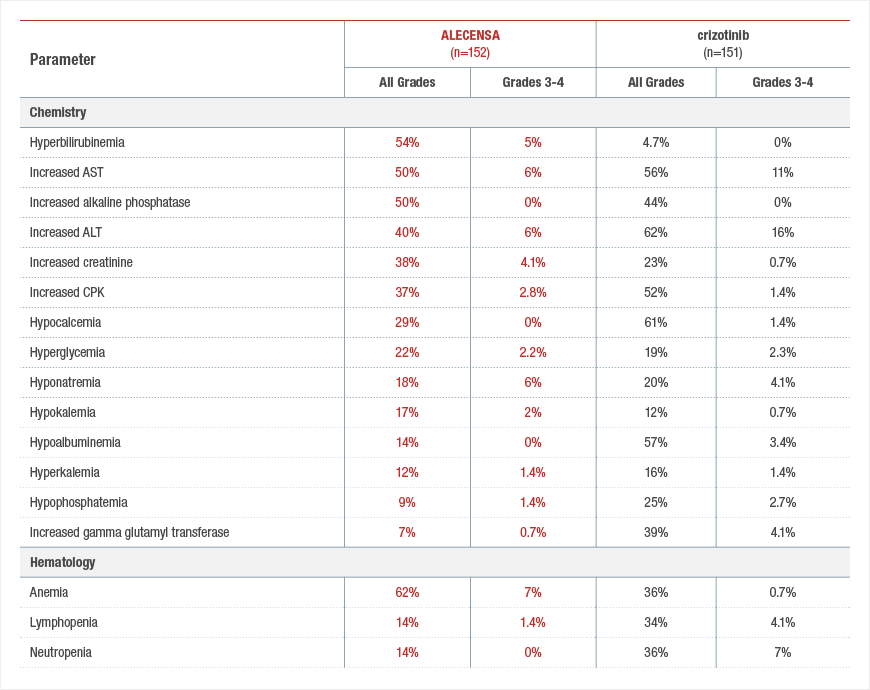 Parameter
ALECENSA
(n=152)
crizotinib
(n=151)
All Grades Grades 3-4 All Grades Grades 3-4
Chemistry
Hyperbilirubinemia 54% 5% 4.7% 0%
Increased AST 50% 6% 56% 11%
Increased alkaline phosphatase 50% 0% 44% 0%
Increased ALT 40% 6% 62% 16%
Increased creatinine 38% 4.1% 23% 0.7%
Increased CPK 37% 2.8% 52% 1.4%
Hypocalcemia 29% 0% 61% 1.4%
Hyperglycemia 22% 2.2% 19% 2.3%
Hyponatremia 18% 6% 20% 4.1%
Hypokalemia 17% 2% 12% 0.7%
Hypoalbuminemia 14% 0% 57% 3.4%
Hyperkalemia 12% 1.4% 16% 1.4%
Hypophosphatemia 9% 1.4% 25% 2.7%
Increased gamma glutamyl transferase 7% 0.7% 39% 4.1%
Hematology
Anemia 62% 7% 36% 0.7%
Lymphopenia 14% 1.4% 34% 4.1%
Neutropenia 14% 0% 36% 7%